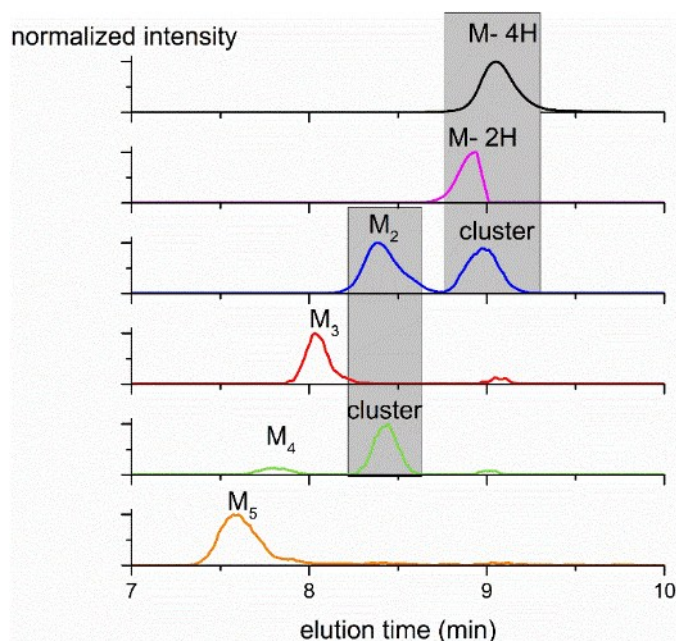 normalized intensity
M- 4H
M- 2H
M₂
cluster
M₃
cluster
M₄
M₅
7 8 9 10
elution time (min)